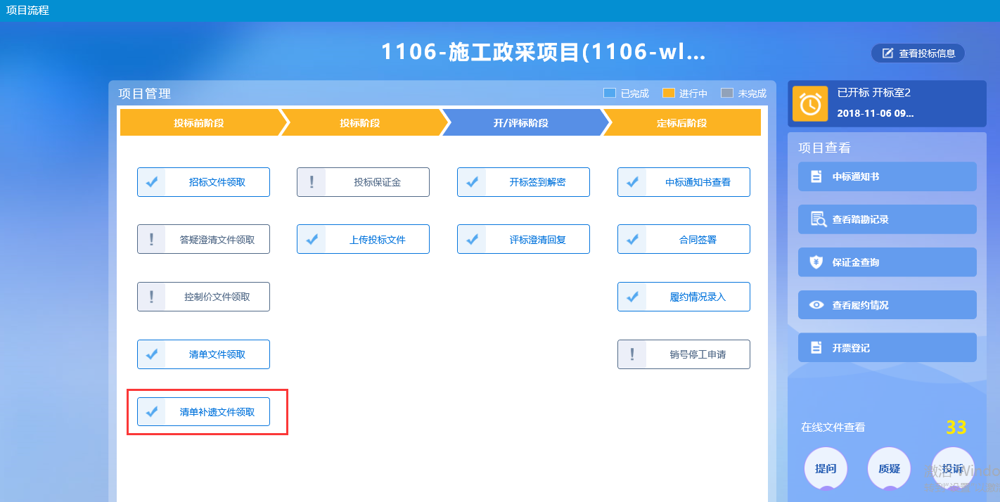 项目流程
1106-施工政采项目(1106-wl...
查看投标信息
项目管理
已完成
进行中
未完成
投标前阶段
投标阶段
开/评标阶段
定标后阶段
招标文件领取
投标保证金
开标签到解密
中标通知书查看
答疑澄清文件领取
上传投标文件
评标澄清回复
合同签署
控制价文件领取
履约情况录入
清单文件领取
销号停工申请
清单补遗文件领取
已开标 开标室2
2018-11-06 09...
项目查看
中标通知书
查看踏勘记录
保证金查询
查看履约情况
开票登记
在线文件查看
33
提问
质疑
投诉
激活 Windo